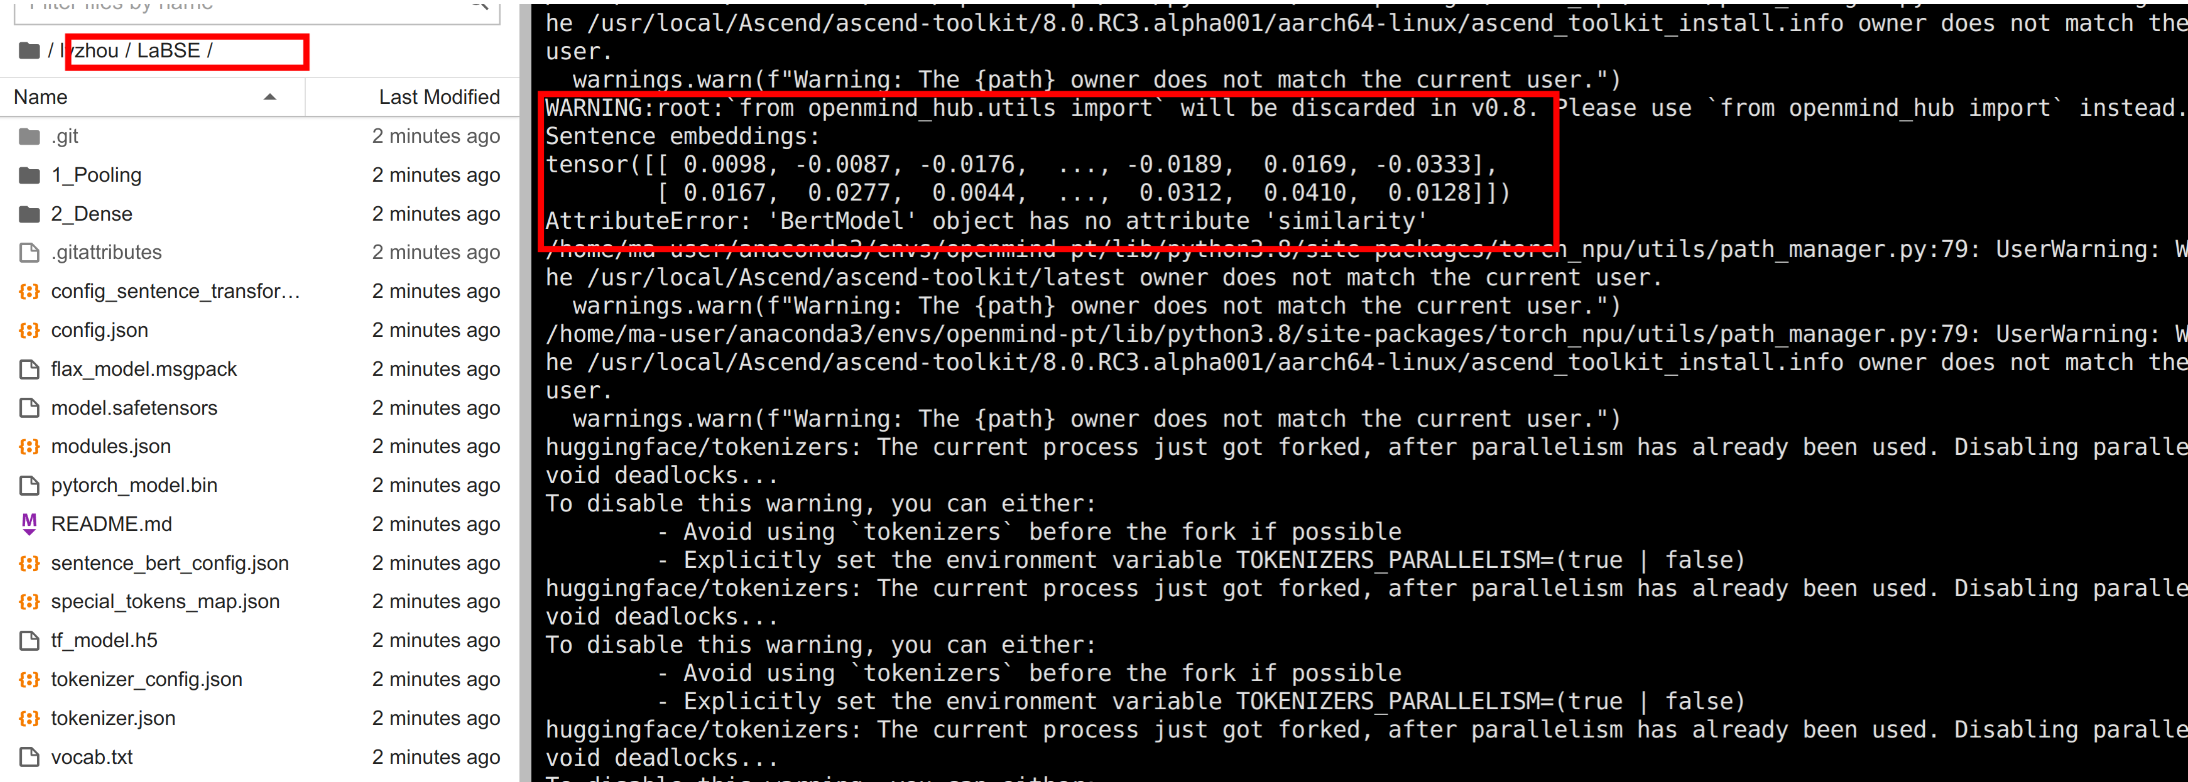 Filter files by name
/ lyzhou / LaBSE /
Name
Last Modified
.git
2 minutes ago
1_Pooling
2 minutes ago
2_Dense
2 minutes ago
.gitattributes
2 minutes ago
config_sentence_transfor…
2 minutes ago
config.json
2 minutes ago
flax_model.msgpack
2 minutes ago
model.safetensors
2 minutes ago
modules.json
2 minutes ago
pytorch_model.bin
2 minutes ago
README.md
2 minutes ago
sentence_bert_config.json
2 minutes ago
special_tokens_map.json
2 minutes ago
tf_model.h5
2 minutes ago
tokenizer_config.json
2 minutes ago
tokenizer.json
2 minutes ago
vocab.txt
2 minutes ago
he /usr/local/Ascend/ascend-toolkit/8.0.RC3.alpha001/aarch64-linux/ascend_toolkit_install.info owner does not match the
user.
warnings.warn(f"Warning: The {path} owner does not match the current user.")
WARNING:root:`from openmind_hub.utils import` will be discarded in v0.8. Please use `from openmind_hub import` instead.
Sentence embeddings:
tensor([[ 0.0098, -0.0087, -0.0176,  ..., -0.0189,  0.0169, -0.0333],
[ 0.0167,  0.0277,  0.0044,  ...,  0.0312,  0.0410,  0.0128]])
AttributeError: 'BertModel' object has no attribute 'similarity'
/home/ma-user/anaconda3/envs/openmind-pt/lib/python3.8/site-packages/torch_npu/utils/path_manager.py:79: UserWarning: W
he /usr/local/Ascend/ascend-toolkit/latest owner does not match the current user.
warnings.warn(f"Warning: The {path} owner does not match the current user.")
/home/ma-user/anaconda3/envs/openmind-pt/lib/python3.8/site-packages/torch_npu/utils/path_manager.py:79: UserWarning: W
he /usr/local/Ascend/ascend-toolkit/8.0.RC3.alpha001/aarch64-linux/ascend_toolkit_install.info owner does not match the
user.
warnings.warn(f"Warning: The {path} owner does not match the current user.")
huggingface/tokenizers: The current process just got forked, after parallelism has already been used. Disabling paralle
void deadlocks...
To disable this warning, you can either:
- Avoid using `tokenizers` before the fork if possible
- Explicitly set the environment variable TOKENIZERS_PARALLELISM=(true | false)
huggingface/tokenizers: The current process just got forked, after parallelism has already been used. Disabling paralle
void deadlocks...
To disable this warning, you can either:
- Avoid using `tokenizers` before the fork if possible
- Explicitly set the environment variable TOKENIZERS_PARALLELISM=(true | false)
huggingface/tokenizers: The current process just got forked, after parallelism has already been used. Disabling paralle
void deadlocks...